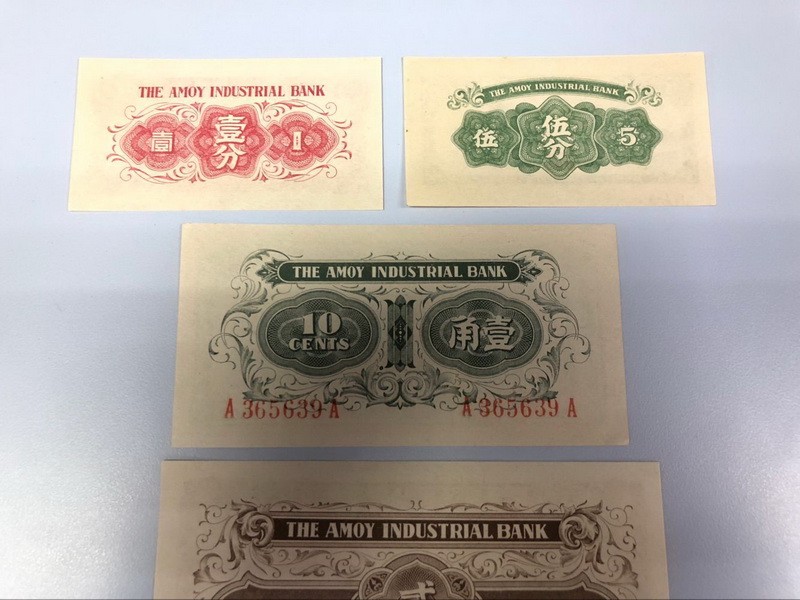 THE AMOY INDUSTRIAL BANK
壹 壹分 1
THE AMOY INDUSTRIAL BANK
伍 伍分 5
THE AMOY INDUSTRIAL BANK
10
CENTS
角壹
A 365639 A
A 365639 A
THE AMOY INDUSTRIAL BANK